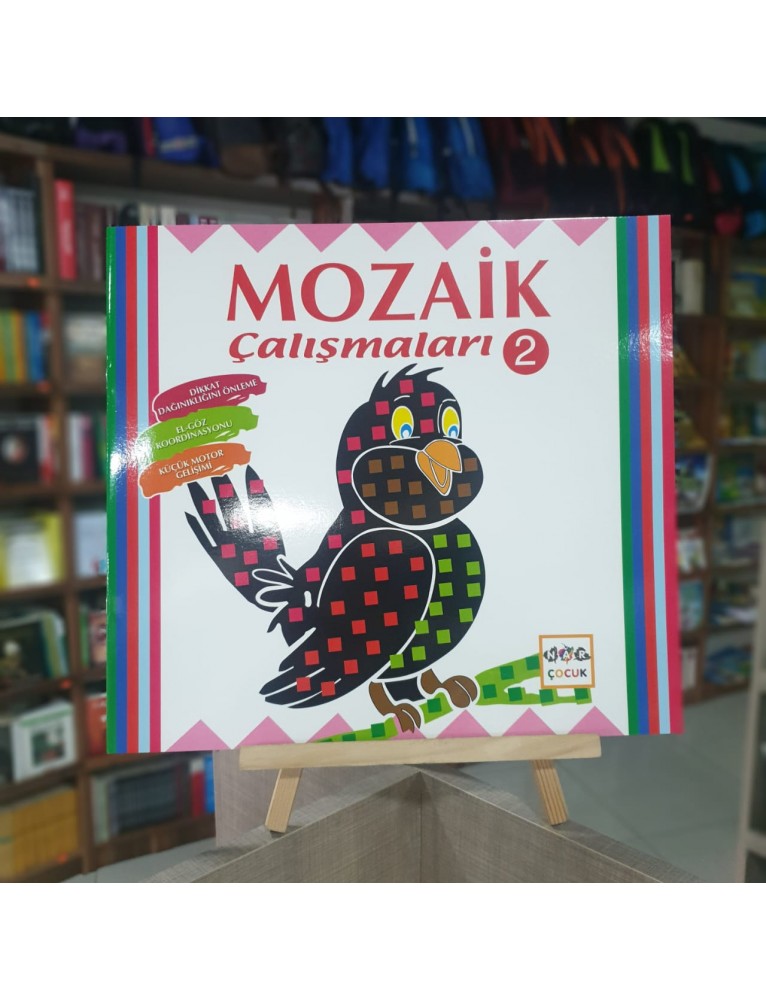 MOZAİK
Çalışmaları 2
DİKKAT
DAĞINIKLIĞINI ÖNLEME
EL-GÖZ
KOORDİNASYONU
KÜÇÜK MOTOR
GELİŞİMİ
NAR
ÇOCUK